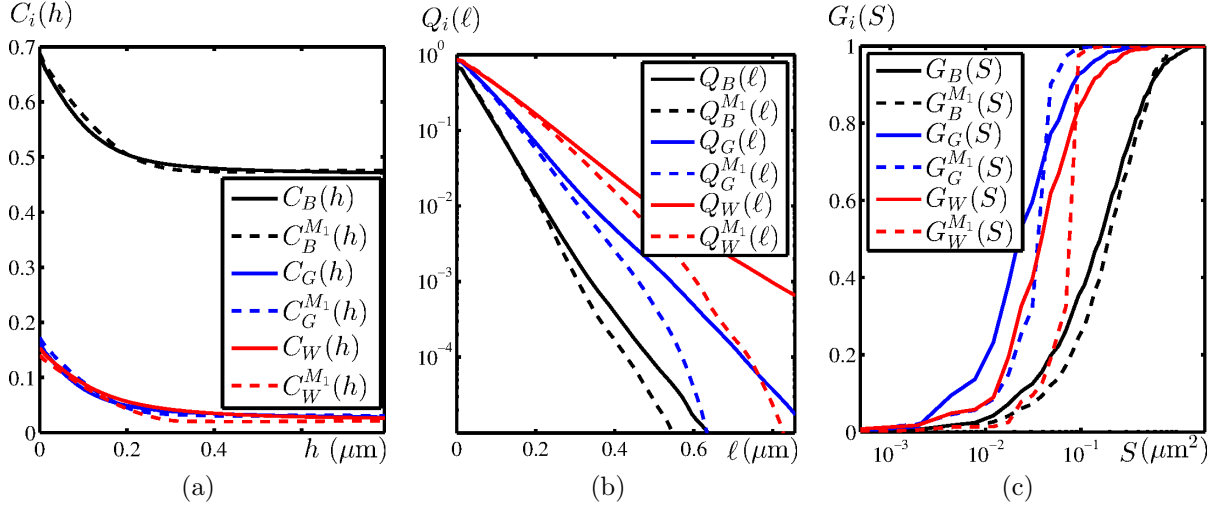 C_i(h)
0.7
0.6
0.5
0.4
0.3
0.2
0.1
0
0
0.2
0.4
0.6
h (μm)
C_B(h)
C_B^{M_1}(h)
C_G(h)
C_G^{M_1}(h)
C_W(h)
C_W^{M_1}(h)
(a)
Q_i(ℓ)
10^0
10^{-1}
10^{-2}
10^{-3}
10^{-4}
0
0.2
0.4
0.6
ℓ(μm)
Q_B(ℓ)
Q_B^{M_1}(ℓ)
Q_G(ℓ)
Q_G^{M_1}(ℓ)
Q_W(ℓ)
Q_W^{M_1}(ℓ)
(b)
G_i(S)
1
0.8
0.6
0.4
0.2
0
10^{-3}
10^{-2}
10^{-1}
S(μm²)
G_B(S)
G_B^{M_1}(S)
G_G(S)
G_G^{M_1}(S)
G_W(S)
G_W^{M_1}(S)
(c)